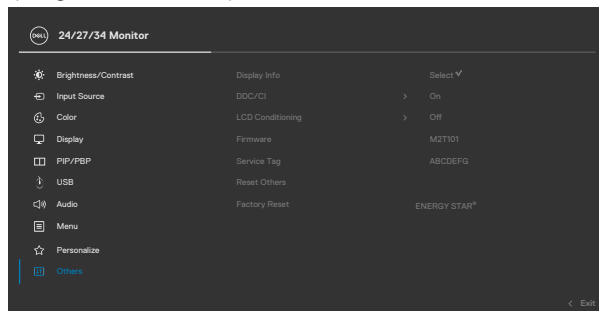 DELL 24/27/34 Monitor
Brightness/Contrast Display Info Select ✓
Input Source DDC/CI > On
Color LCD Conditioning > Off
Display Firmware M2T101
PIP/PBP Service Tag ABCDEFG
USB Reset Others
Audio Factory Reset ENERGY STAR®
Menu
Personalize
Others
< Exit